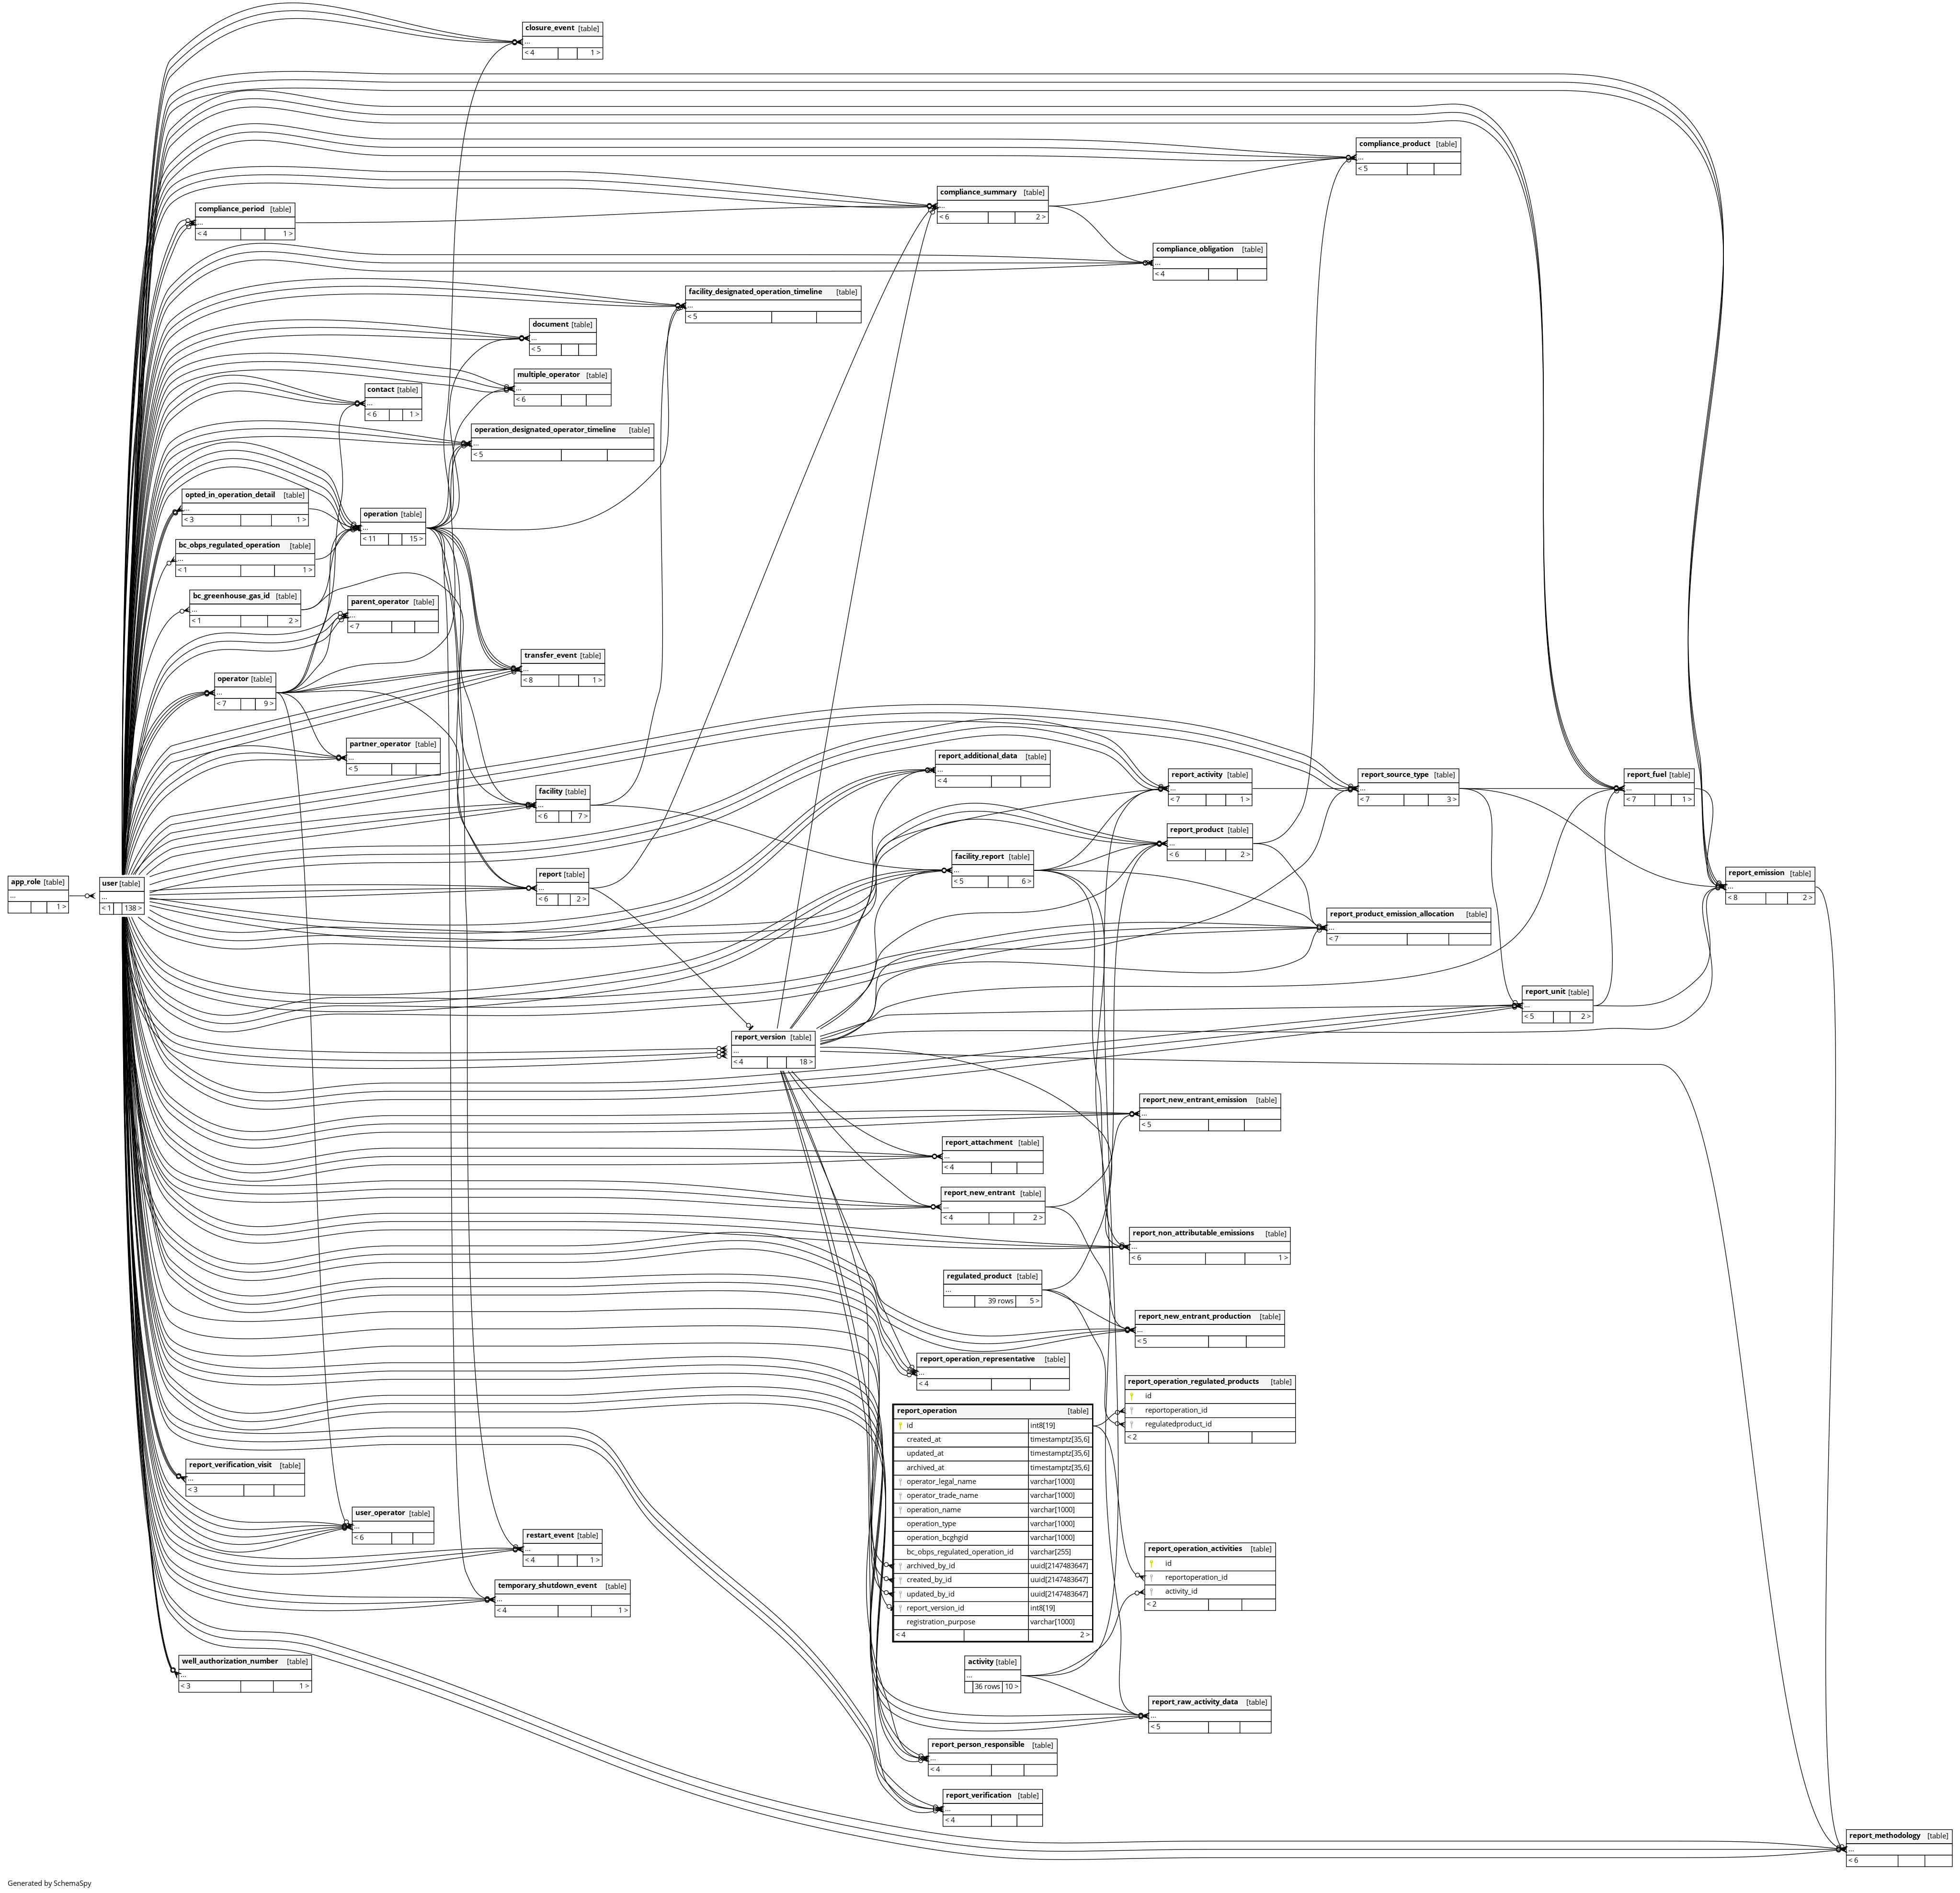 closure_event [table]
...
< 4 1 >
compliance_product [table]
...
< 5
compliance_summary [table]
...
< 6 2 >
compliance_period [table]
...
< 4 1 >
compliance_obligation [table]
...
< 4
facility_designated_operation_timeline [table]
...
< 5
document [table]
...
< 5
multiple_operator [table]
...
< 6
contact [table]
...
< 6 1 >
operation_designated_operator_timeline [table]
...
< 5
opted_in_operation_detail [table]
...
< 3 1 >
operation [table]
...
< 11 15 >
bc_obps_regulated_operation [table]
...
< 1 1 >
bc_greenhouse_gas_id [table]
...
< 1 2 >
parent_operator [table]
...
< 7
transfer_event [table]
...
< 8 1 >
operator [table]
...
< 7 9 >
partner_operator [table]
...
< 5
report_additional_data [table]
...
< 4
facility [table]
...
< 6 7 >
report_activity [table]
...
< 7 1 >
report_source_type [table]
...
< 7 3 >
report_fuel [table]
...
< 7 1 >
report_product [table]
...
< 6 2 >
facility_report [table]
...
< 5 6 >
report [table]
...
< 6 2 >
report_emission [table]
...
< 8 2 >
app_role [table]
...
1 >
user [table]
...
< 1 138 >
report_product_emission_allocation [table]
...
< 7
report_unit [table]
...
< 5 2 >
report_version [table]
...
< 4 18 >
report_new_entrant_emission [table]
...
< 5
report_attachment [table]
...
< 4
report_new_entrant [table]
...
< 4 2 >
report_non_attributable_emissions [table]
...
< 6 1 >
regulated_product [table]
...
39 rows 5 >
report_new_entrant_production [table]
...
< 5
report_operation_representative [table]
...
< 4
report_operation_regulated_products [table]
id
reportoperation_id
regulatedproduct_id
< 2
report_operation [table]
id int8[19]
created_at timestamptz[35,6]
updated_at timestamptz[35,6]
archived_at timestamptz[35,6]
operator_legal_name varchar[1000]
operator_trade_name varchar[1000]
operation_name varchar[1000]
operation_type varchar[1000]
operation_bcghgid varchar[1000]
bc_obps_regulated_operation_id varchar[255]
archived_by_id uuid[2147483647]
created_by_id uuid[2147483647]
updated_by_id uuid[2147483647]
report_version_id int8[19]
registration_purpose varchar[1000]
< 4 2 >
report_verification_visit [table]
...
< 3
user_operator [table]
...
< 6
restart_event [table]
...
< 4 1 >
report_operation_activities [table]
id
reportoperation_id
activity_id
< 2
temporary_shutdown_event [table]
...
< 4 1 >
well_authorization_number [table]
...
< 3 1 >
activity [table]
...
36 rows 10 >
report_raw_activity_data [table]
...
< 5
report_person_responsible [table]
...
< 4
report_verification [table]
...
< 4
report_methodology [table]
...
< 6
Generated by SchemaSpy